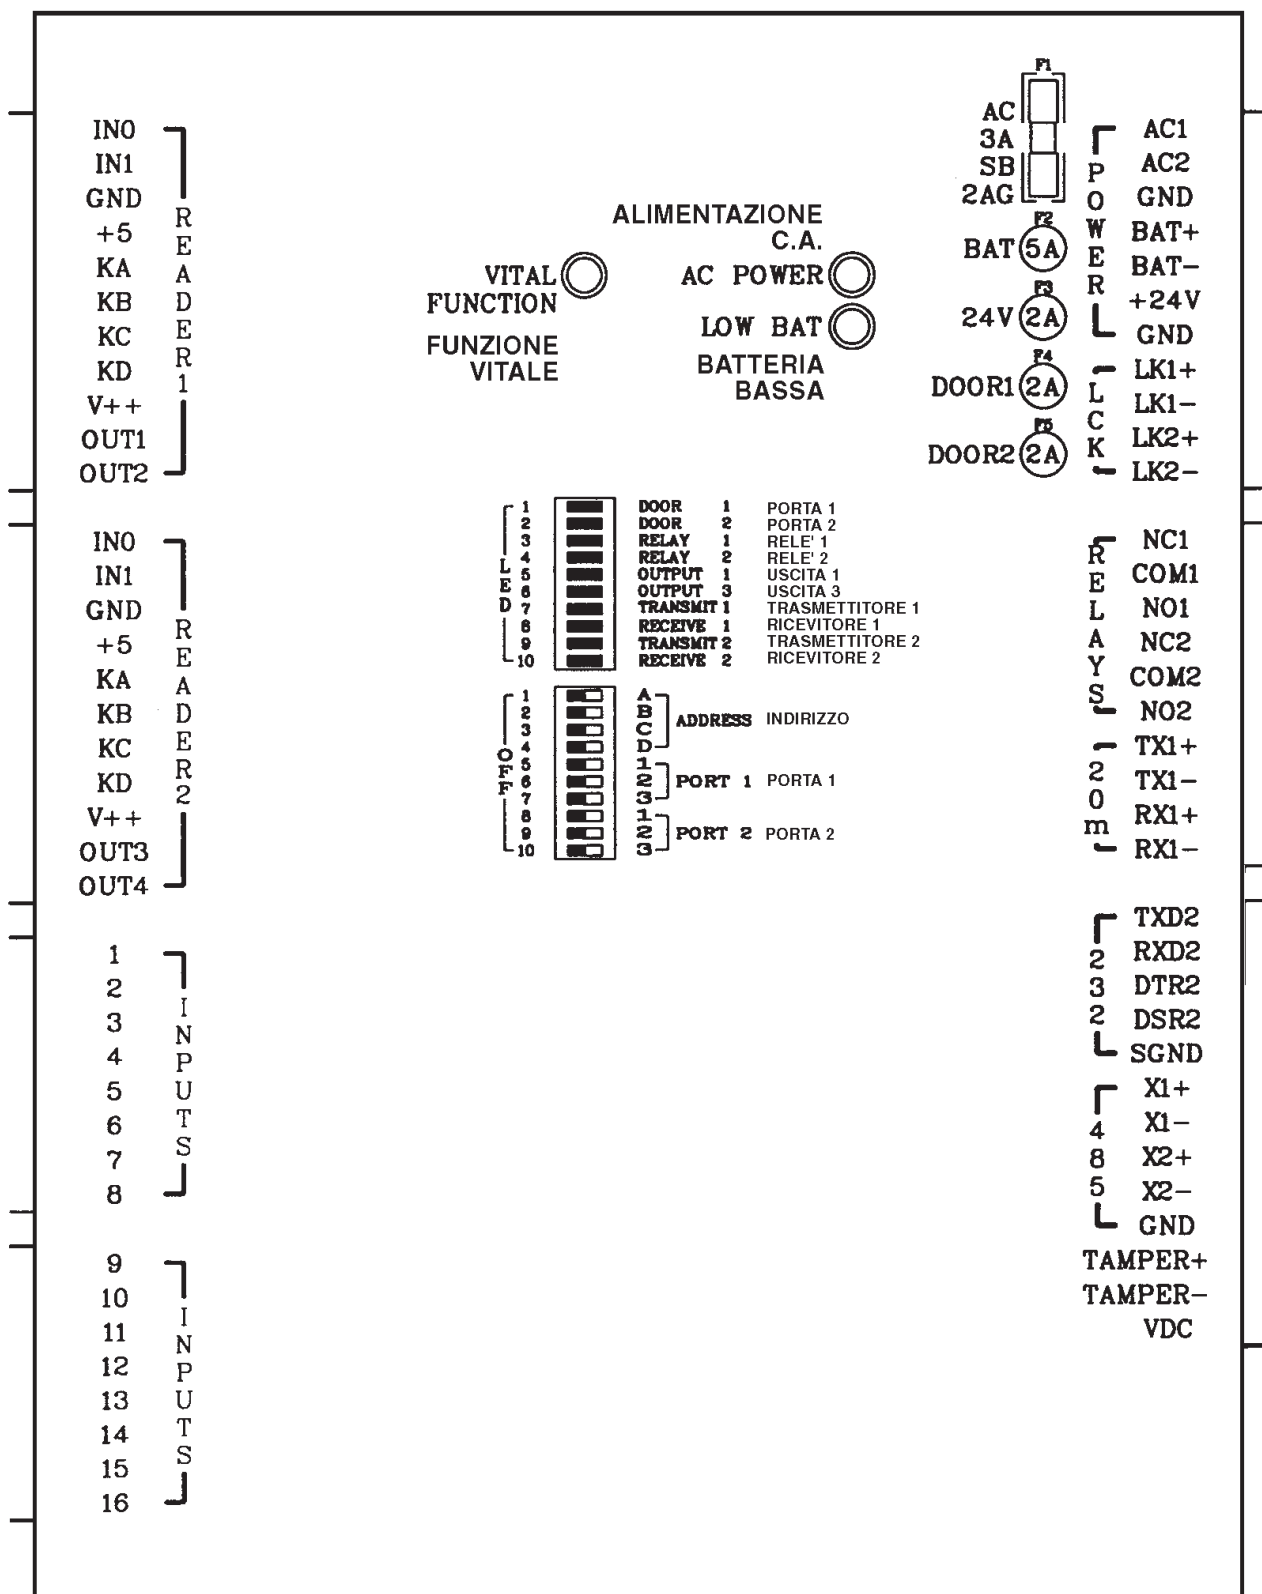 IN0
IN1
GND
+5
KA
KB
KC
KD
V++
OUT1
OUT2
READER1
IN0
IN1
GND
+5
KA
KB
KC
KD
V++
OUT3
OUT4
READER2
1
2
3
4
5
6
7
8
INPUTS
9
10
11
12
13
14
15
16
INPUTS
VITAL
FUNCTION
FUNZIONE
VITALE
ALIMENTAZIONE
C.A.
AC POWER
LOW BAT
BATTERIA
BASSA
F1
AC
3A
SB
2AG
F2
BAT 5A
F3
24V 2A
F4
DOOR1 2A
F5
DOOR2 2A
LED
1 DOOR 1 PORTA 1
2 DOOR 2 PORTA 2
3 RELAY 1 RELE' 1
4 RELAY 2 RELE' 2
5 OUTPUT 1 USCITA 1
6 OUTPUT 3 USCITA 3
7 TRANSMIT 1 TRASMETTITORE 1
8 RECEIVE 1 RICEVITORE 1
9 TRANSMIT 2 TRASMETTITORE 2
10 RECEIVE 2 RICEVITORE 2
OFF
1 A
2 B
3 C
4 D
ADDRESS INDIRIZZO
5 1
6 2
7 3
PORT 1 PORTA 1
8 1
9 2
10 3
PORT 2 PORTA 2
POWER
AC1
AC2
GND
BAT+
BAT-
+24V
GND
LCK
LK1+
LK1-
LK2+
LK2-
RELAYS
NC1
COM1
NO1
NC2
COM2
NO2
20m
TX1+
TX1-
RX1+
RX1-
232
TXD2
RXD2
DTR2
DSR2
SGND
485
X1+
X1-
X2+
X2-
GND
TAMPER+
TAMPER-
VDC